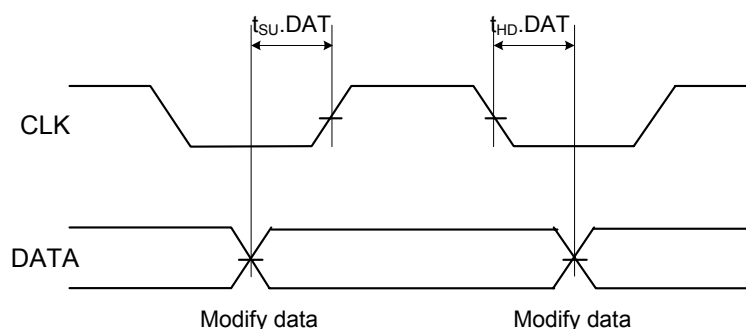 tSU.DAT
tHD.DAT
CLK
DATA
Modify data
Modify data